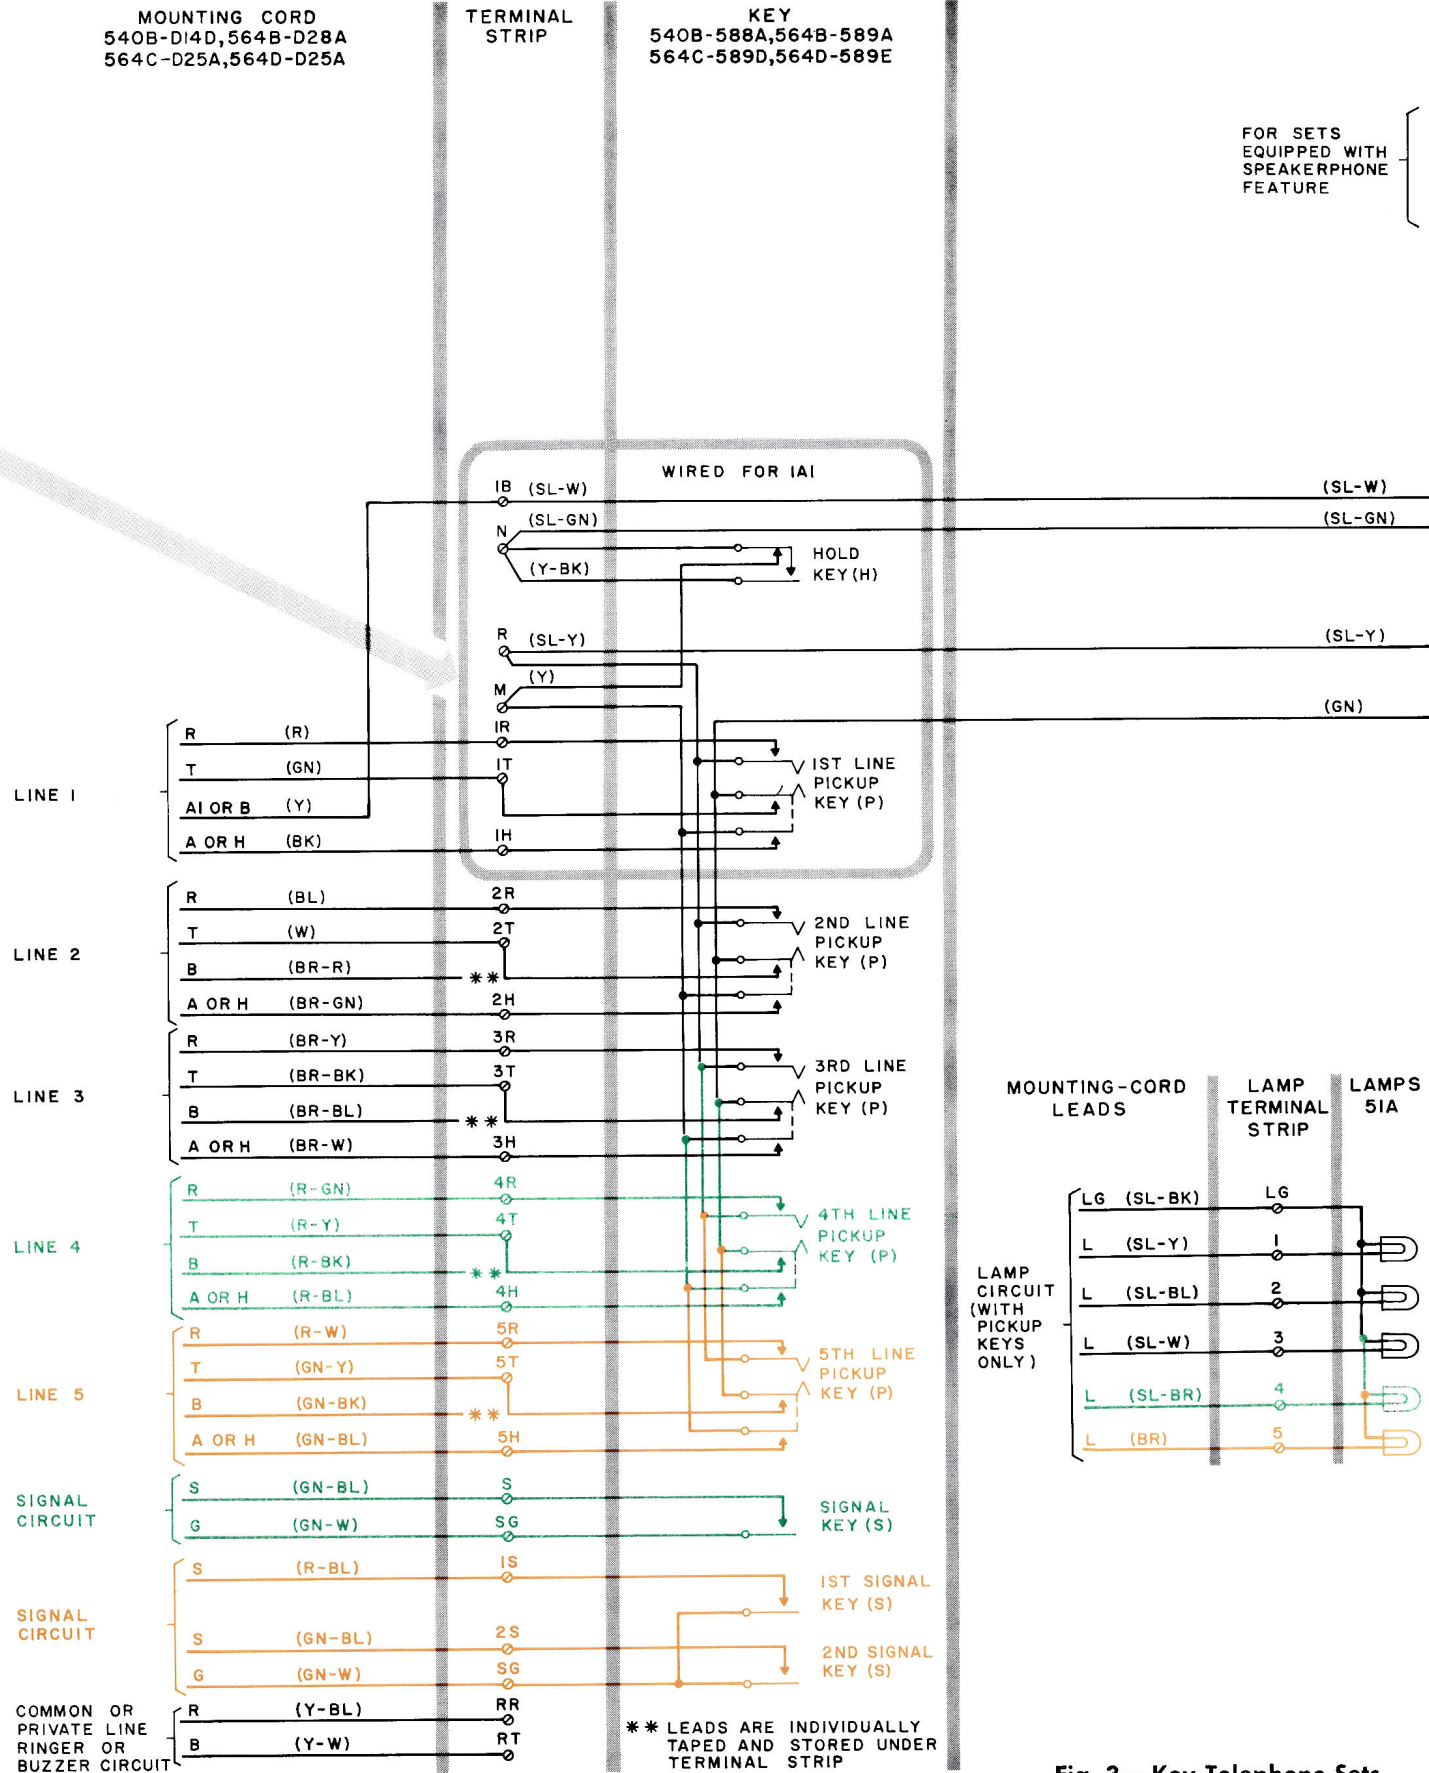 MOUNTING CORD
540B-D14D,564B-D28A
564C-D25A,564D-D25A
TERMINAL
STRIP
KEY
540B-588A,564B-589A
564C-589D,564D-589E
FOR SETS
EQUIPPED WITH
SPEAKERPHONE
FEATURE
WIRED FOR 1A1
1B (SL-W) (SL-W)
(SL-GN) (SL-GN)
N
(Y-BK)
HOLD
KEY(H)
R (SL-Y) (SL-Y)
M (Y)
(GN)
LINE 1
R (R) 1R
T (GN) 1T
A1 OR B (Y)
A OR H (BK) 1H
1ST LINE
PICKUP
KEY (P)
LINE 2
R (BL) 2R
T (W) 2T
B (BR-R) **
A OR H (BR-GN) 2H
2ND LINE
PICKUP
KEY (P)
LINE 3
R (BR-Y) 3R
T (BR-BK) 3T
B (BR-BL) **
A OR H (BR-W) 3H
3RD LINE
PICKUP
KEY (P)
LINE 4
R (R-GN) 4R
T (R-Y) 4T
B (R-BK) **
A OR H (R-BL) 4H
4TH LINE
PICKUP
KEY (P)
LINE 5
R (R-W) 5R
T (GN-Y) 5T
B (GN-BK) **
A OR H (GN-BL) 5H
5TH LINE
PICKUP
KEY (P)
SIGNAL
CIRCUIT
S (GN-BL) S
G (GN-W) SG
SIGNAL
KEY (S)
SIGNAL
CIRCUIT
S (R-BL) 1S
S (GN-BL) 2S
G (GN-W) SG
1ST SIGNAL
KEY (S)
2ND SIGNAL
KEY (S)
COMMON OR
PRIVATE LINE
RINGER OR
BUZZER CIRCUIT
R (Y-BL) RR
B (Y-W) RT
** LEADS ARE INDIVIDUALLY
TAPED AND STORED UNDER
TERMINAL STRIP
MOUNTING-CORD
LEADS
LAMP
TERMINAL
STRIP
LAMPS
51A
LAMP
CIRCUIT
(WITH
PICKUP
KEYS
ONLY)
LG (SL-BK) LG
L (SL-Y) 1
L (SL-BL) 2
L (SL-W) 3
L (SL-BR) 4
L (BR) 5
Fig. 3—Key Telephone Sets